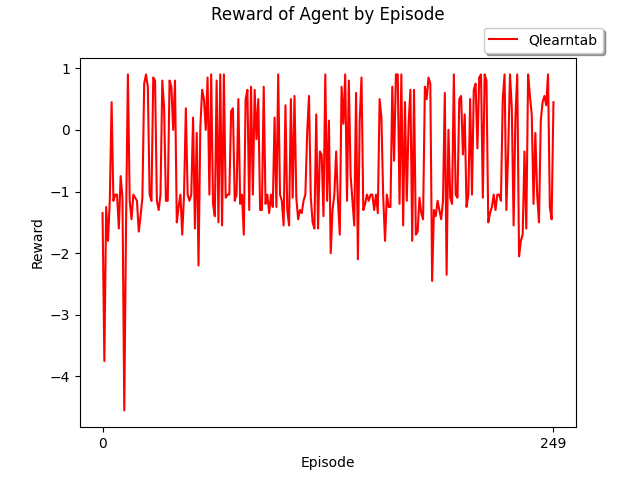 Reward of Agent by Episode
Qlearntab
1
0
−1
−2
−3
−4
Reward
0
249
Episode